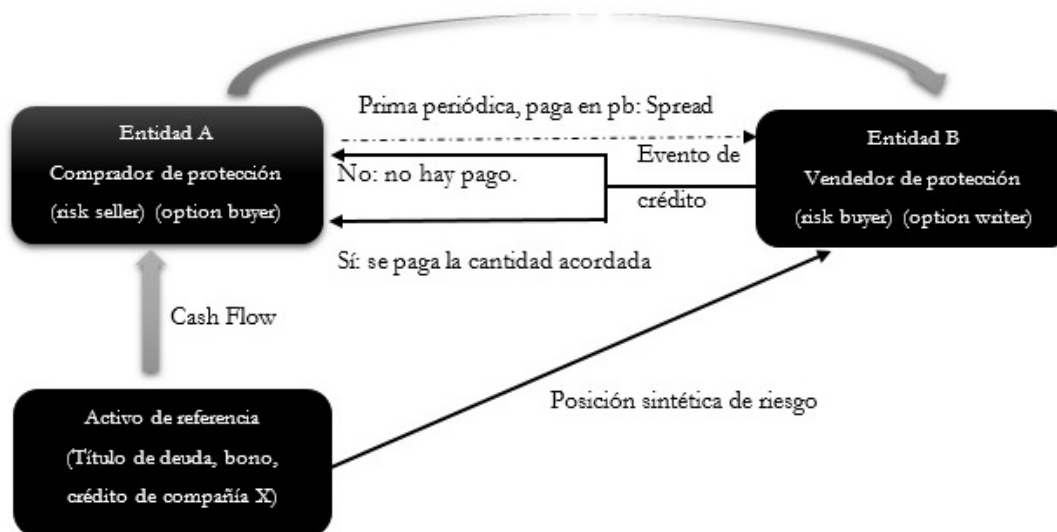 Prima periódica, paga en pb: Spread
Entidad A
Comprador de protección
(risk seller) (option buyer)
No: no hay pago.
Evento de
crédito
Sí: se paga la cantidad acordada
Entidad B
Vendedor de protección
(risk buyer) (option writer)
Cash Flow
Posición sintética de riesgo
Activo de referencia
(Título de deuda, bono,
crédito de compañía X)